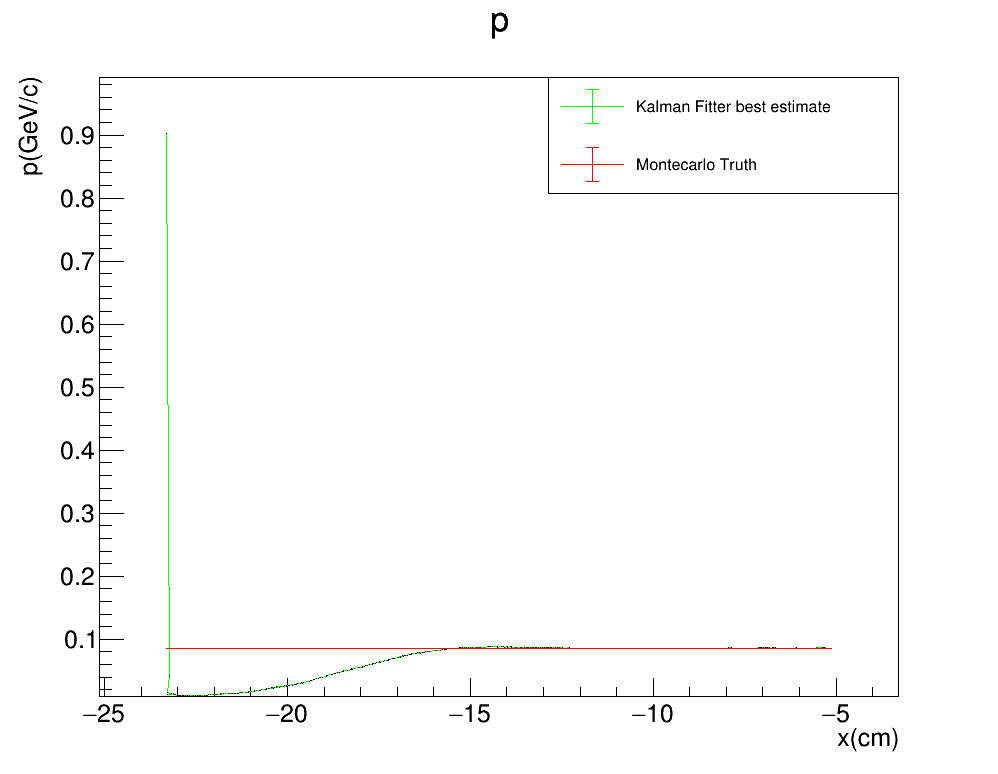 p
p(GeV/c)
Kalman Fitter best estimate
Montecarlo Truth
0.9
0.8
0.7
0.6
0.5
0.4
0.3
0.2
0.1
−25 −20 −15 −10 −5
x(cm)